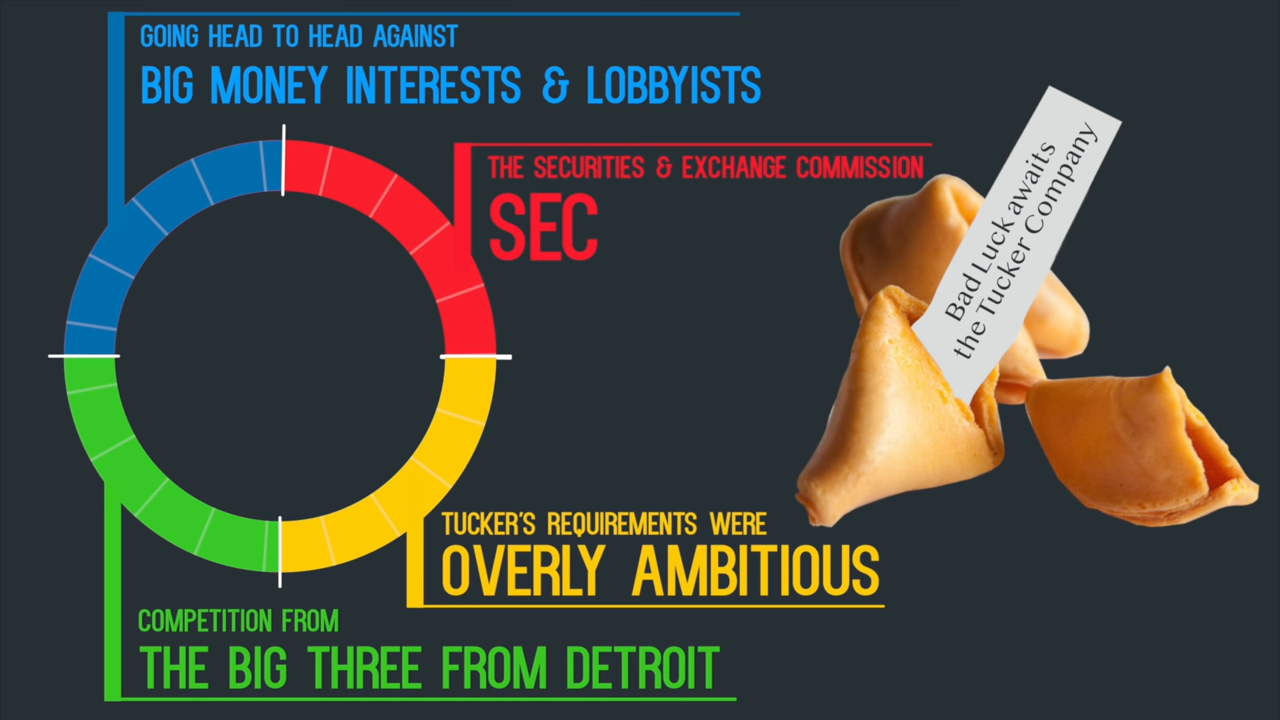 GOING HEAD TO HEAD AGAINST
BIG MONEY INTERESTS & LOBBYISTS
THE SECURITIES & EXCHANGE COMMISSION
SEC
Bad Luck awaits
the Tucker Company
TUCKER'S REQUIREMENTS WERE
OVERLY AMBITIOUS
COMPETITION FROM
THE BIG THREE FROM DETROIT